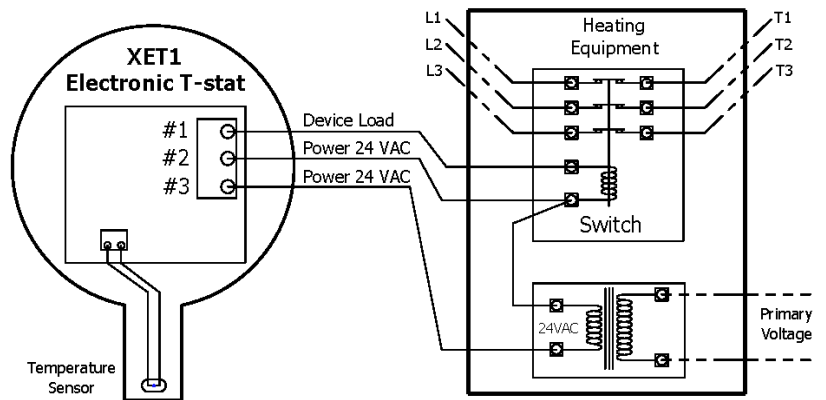 XET1
Electronic T-stat
#1
#2
#3
Temperature
Sensor
Device Load
Power 24 VAC
Power 24 VAC
L1
L2
L3
Heating
Equipment
T1
T2
T3
Switch
24VAC
Primary
Voltage